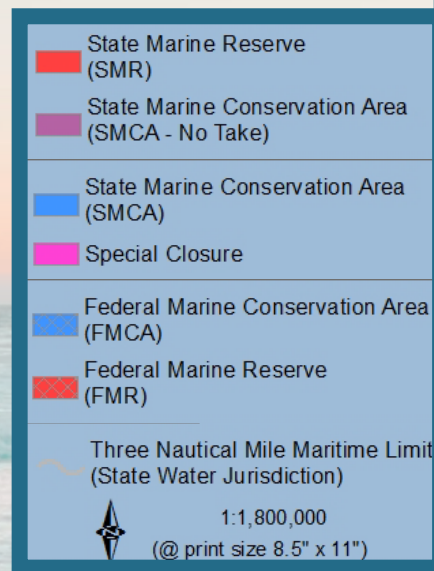 State Marine Reserve
(SMR)
State Marine Conservation Area
(SMCA - No Take)
State Marine Conservation Area
(SMCA)
Special Closure
Federal Marine Conservation Area
(FMCA)
Federal Marine Reserve
(FMR)
Three Nautical Mile Maritime Limit
(State Water Jurisdiction)
N
1:1,800,000
(@ print size 8.5" x 11")